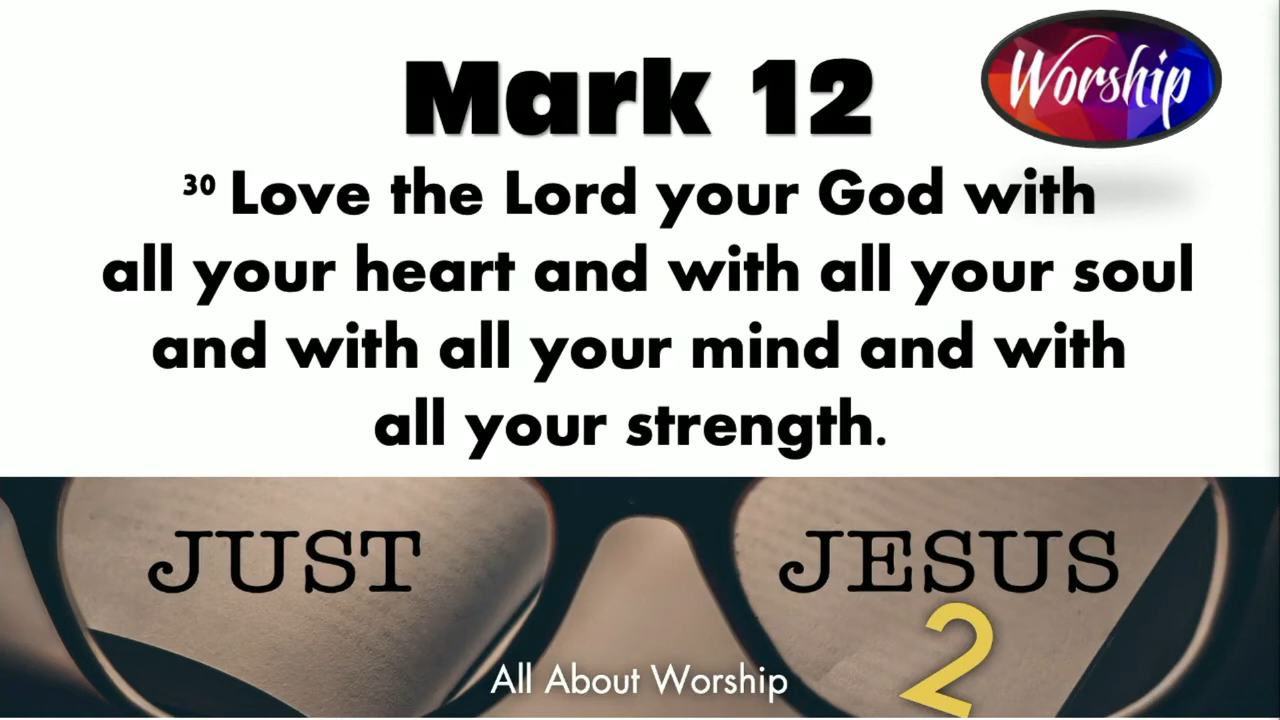 Worship
Mark 12
30 Love the Lord your God with
all your heart and with all your soul
and with all your mind and with
all your strength.
JUST JESUS
2
All About Worship